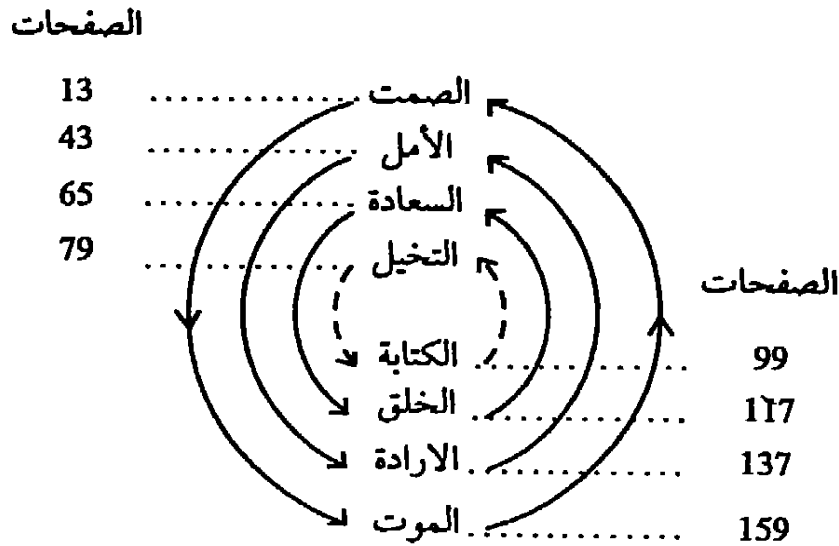 الصفحات
الصمت ............ 13
الأمل ............ 43
السعادة ............ 65
التخيل ............ 79
الصفحات
الكتابة ............ 99
الخلق ............ 117
الارادة ............ 137
الموت ............ 159